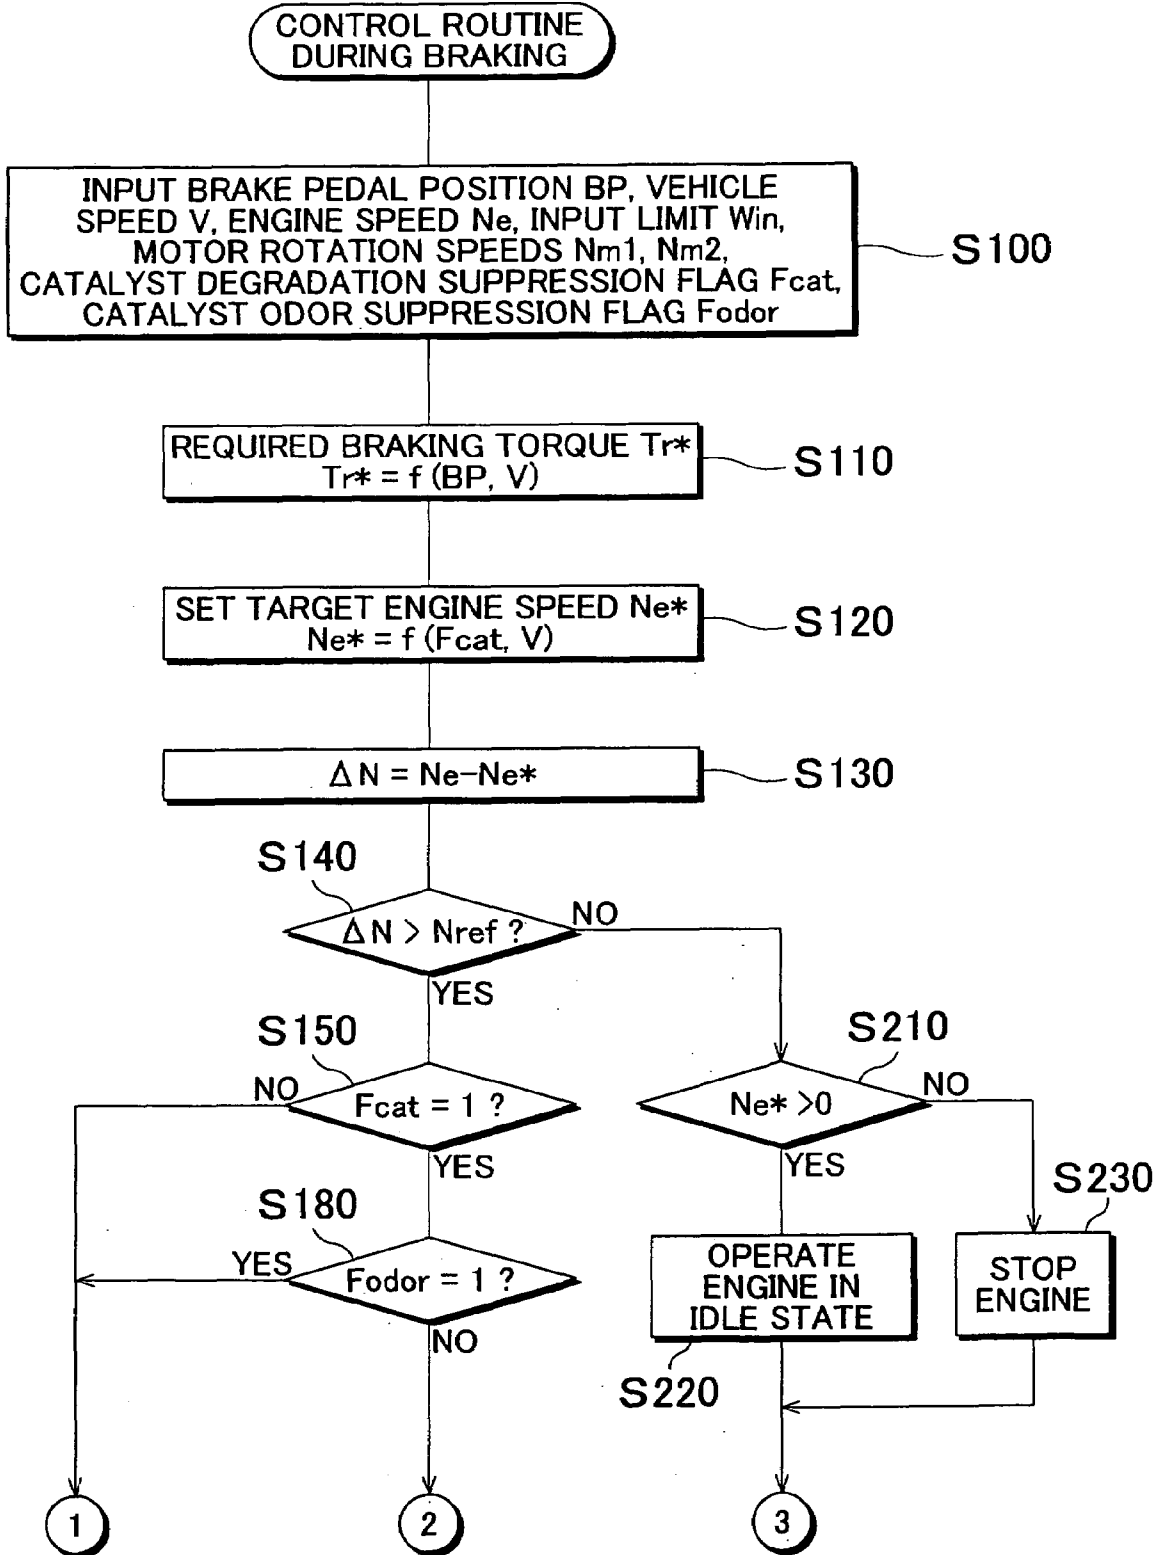 CONTROL ROUTINE
DURING BRAKING
INPUT BRAKE PEDAL POSITION BP, VEHICLE
SPEED V, ENGINE SPEED Ne, INPUT LIMIT Win,
MOTOR ROTATION SPEEDS Nm1, Nm2,
CATALYST DEGRADATION SUPPRESSION FLAG Fcat,
CATALYST ODOR SUPPRESSION FLAG Fodor
S100
REQUIRED BRAKING TORQUE Tr*
Tr* = f (BP, V)
S110
SET TARGET ENGINE SPEED Ne*
Ne* = f (Fcat, V)
S120
ΔN = Ne-Ne*
S130
S140
ΔN > Nref ?
NO
YES
S150
NO
Fcat = 1 ?
YES
S210
Ne* >0
NO
YES
S180
YES
Fodor = 1 ?
NO
S230
OPERATE
ENGINE IN
IDLE STATE
STOP
ENGINE
S220
1
2
3